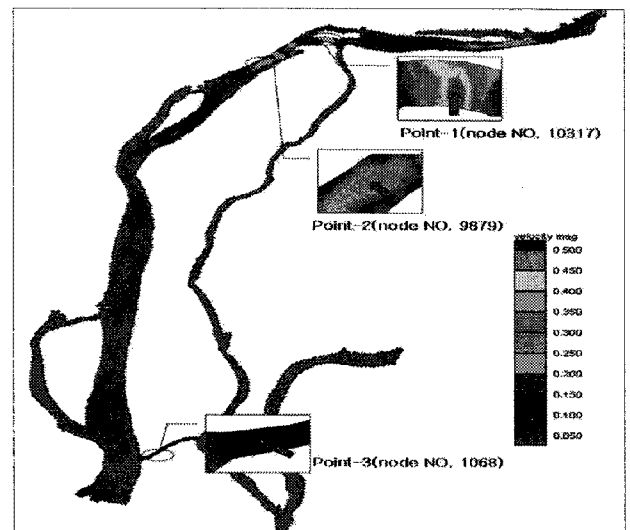 Point-1(node NO, 10317)
Point-2(node NO, 9879)
velocity mag
0.500
0.450
0.400
0.350
0.300
0.250
0.200
0.150
0.100
0.050
Point-3(node NO, 1068)